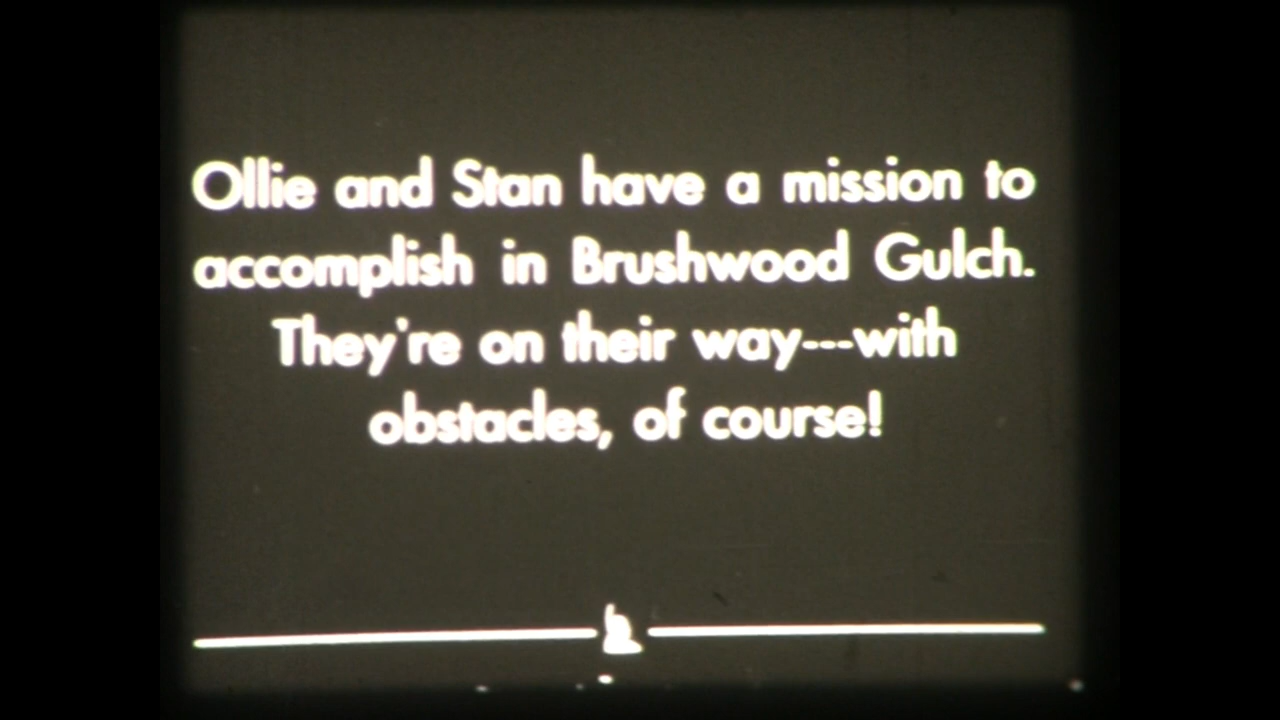 Ollie and Stan have a mission to
accomplish in Brushwood Gulch.
They're on their way---with
obstacles, of course!